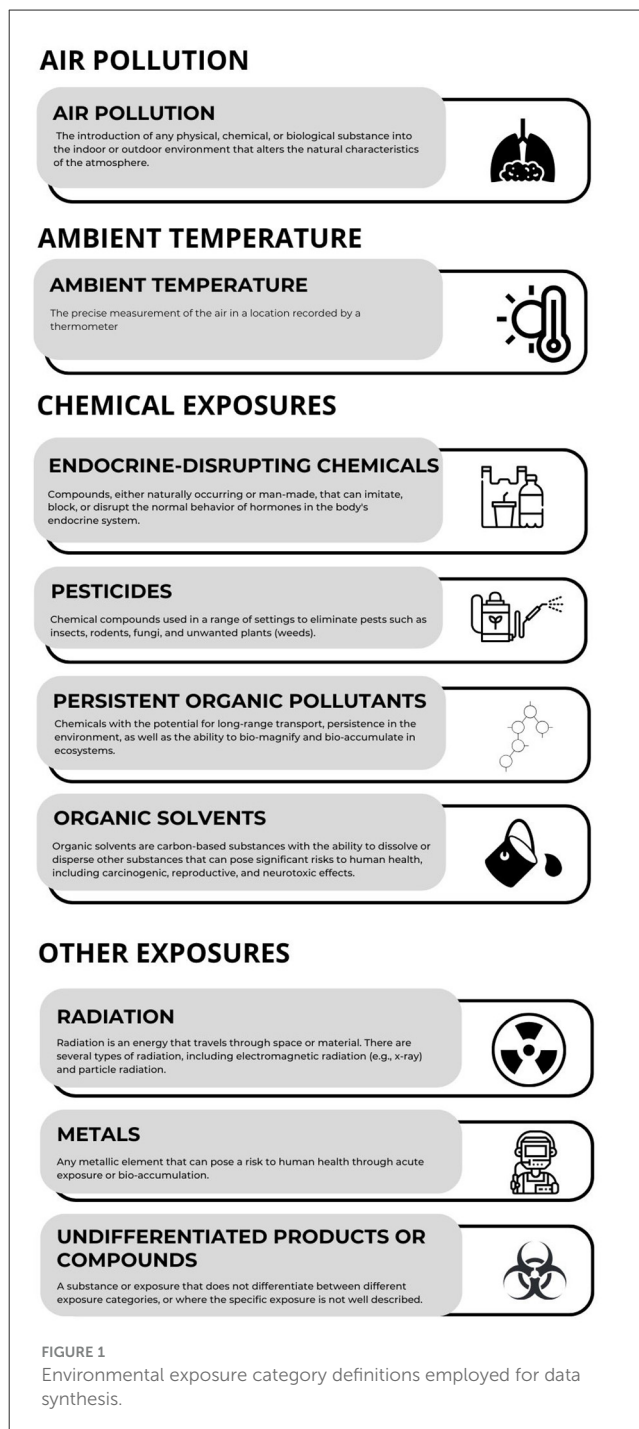 AIR POLLUTION
AIR POLLUTION
The introduction of any physical, chemical, or biological substance into
the indoor or outdoor environment that alters the natural characteristics
of the atmosphere.
AMBIENT TEMPERATURE
AMBIENT TEMPERATURE
The precise measurement of the air in a location recorded by a
thermometer
CHEMICAL EXPOSURES
ENDOCRINE-DISRUPTING CHEMICALS
Compounds, either naturally occurring or man-made, that can imitate,
block, or disrupt the normal behavior of hormones in the body's
endocrine system.
PESTICIDES
Chemical compounds used in a range of settings to eliminate pests such as
insects, rodents, fungi, and unwanted plants (weeds).
PERSISTENT ORGANIC POLLUTANTS
Chemicals with the potential for long-range transport, persistence in the
environment, as well as the ability to bio-magnify and bio-accumulate in
ecosystems.
ORGANIC SOLVENTS
Organic solvents are carbon-based substances with the ability to dissolve or
disperse other substances that can pose significant risks to human health,
including carcinogenic, reproductive, and neurotoxic effects.
OTHER EXPOSURES
RADIATION
Radiation is an energy that travels through space or material. There are
several types of radiation, including electromagnetic radiation (e.g., x-ray)
and particle radiation.
METALS
Any metallic element that can pose a risk to human health through acute
exposure or bio-accumulation.
UNDIFFERENTIATED PRODUCTS OR
COMPOUNDS
A substance or exposure that does not differentiate between different
exposure categories, or where the specific exposure is not well described.
FIGURE 1
Environmental exposure category definitions employed for data
synthesis.